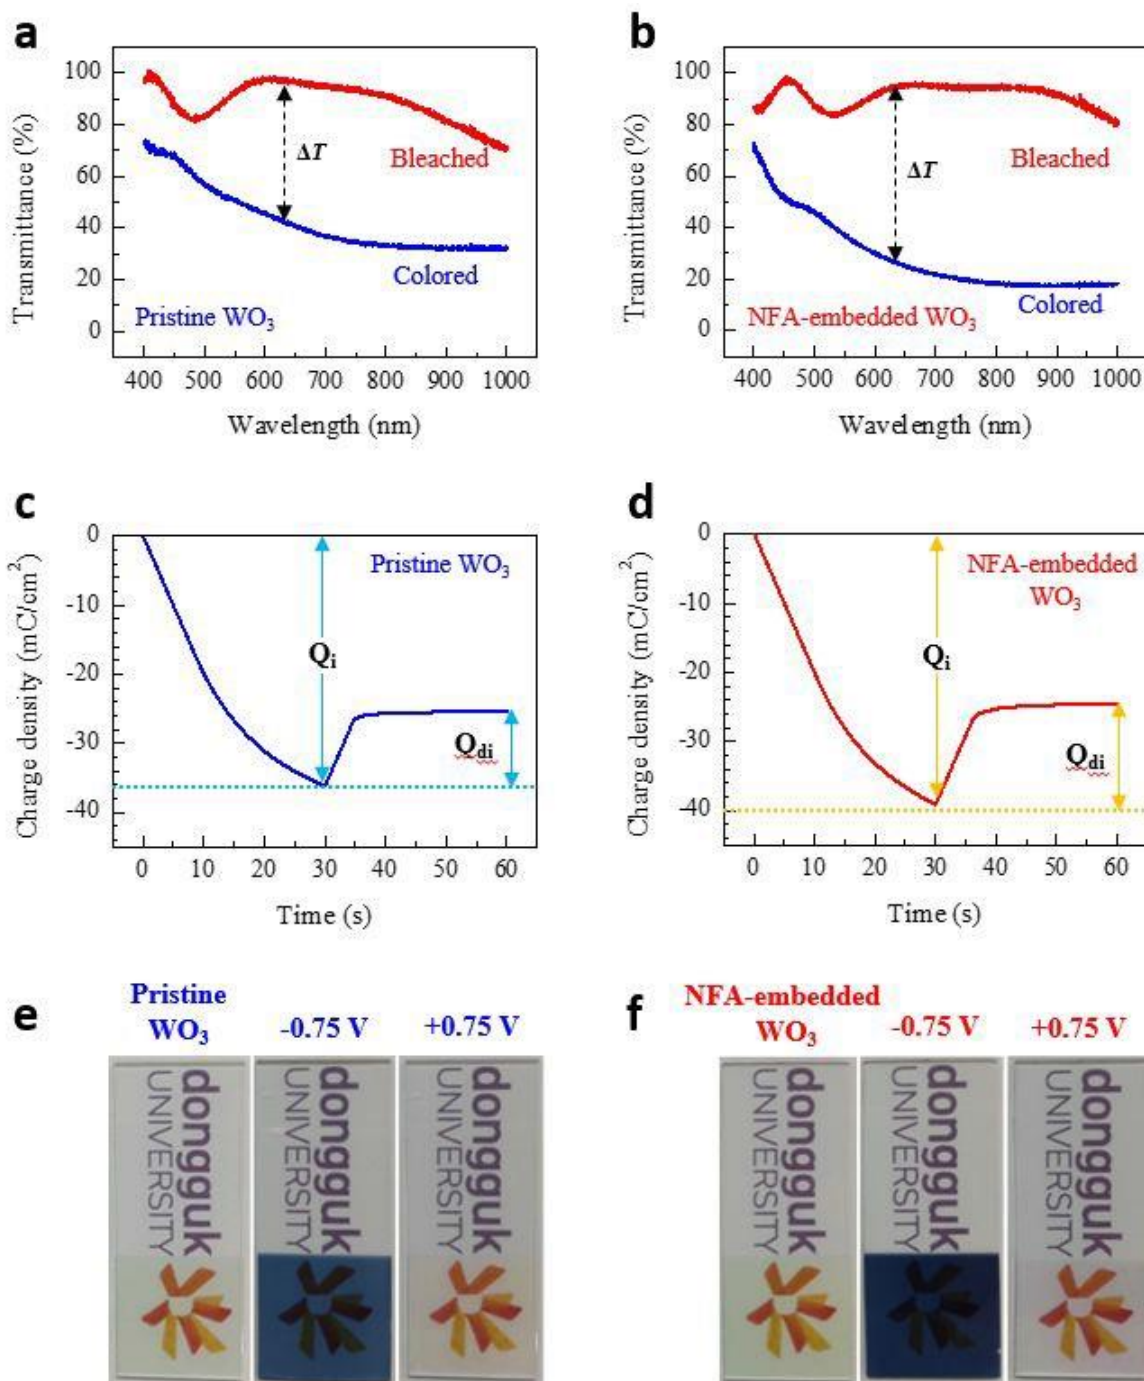 a
100
80
60
40
20
0
Transmittance (%)
ΔT
Bleached
Colored
Pristine WO₃
400 500 600 700 800 900 1000
Wavelength (nm)
b
100
80
60
40
20
0
Transmittance (%)
ΔT
Bleached
Colored
NFA-embedded WO₃
400 500 600 700 800 900 1000
Wavelength (nm)
c
0
-10
-20
-30
-40
Charge density (mC/cm²)
Pristine WO₃
Qᵢ
Q_di
0 10 20 30 40 50 60
Time (s)
d
0
-10
-20
-30
-40
Charge density (mC/cm²)
NFA-embedded
WO₃
Qᵢ
Q_di
0 10 20 30 40 50 60
Time (s)
e
Pristine
WO₃
-0.75 V
+0.75 V
dongguk
UNIVERSITY
dongguk
UNIVERSITY
dongguk
UNIVERSITY
f
NFA-embedded
WO₃
-0.75 V
+0.75 V
dongguk
UNIVERSITY
dongguk
UNIVERSITY
dongguk
UNIVERSITY